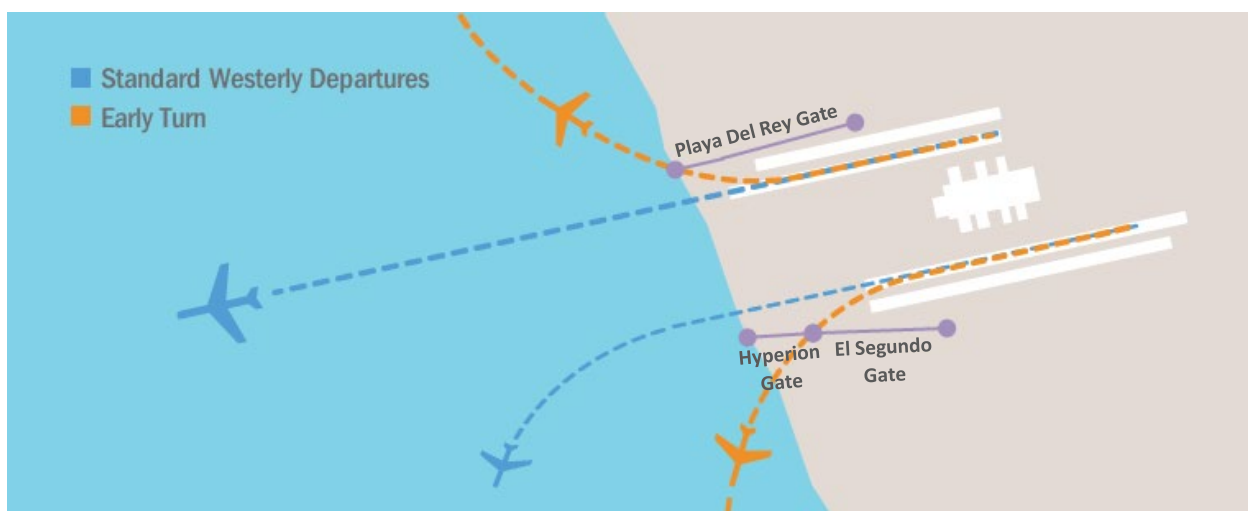 Standard Westerly Departures
Early Turn
Playa Del Rey Gate
Hyperion
Gate
El Segundo
Gate